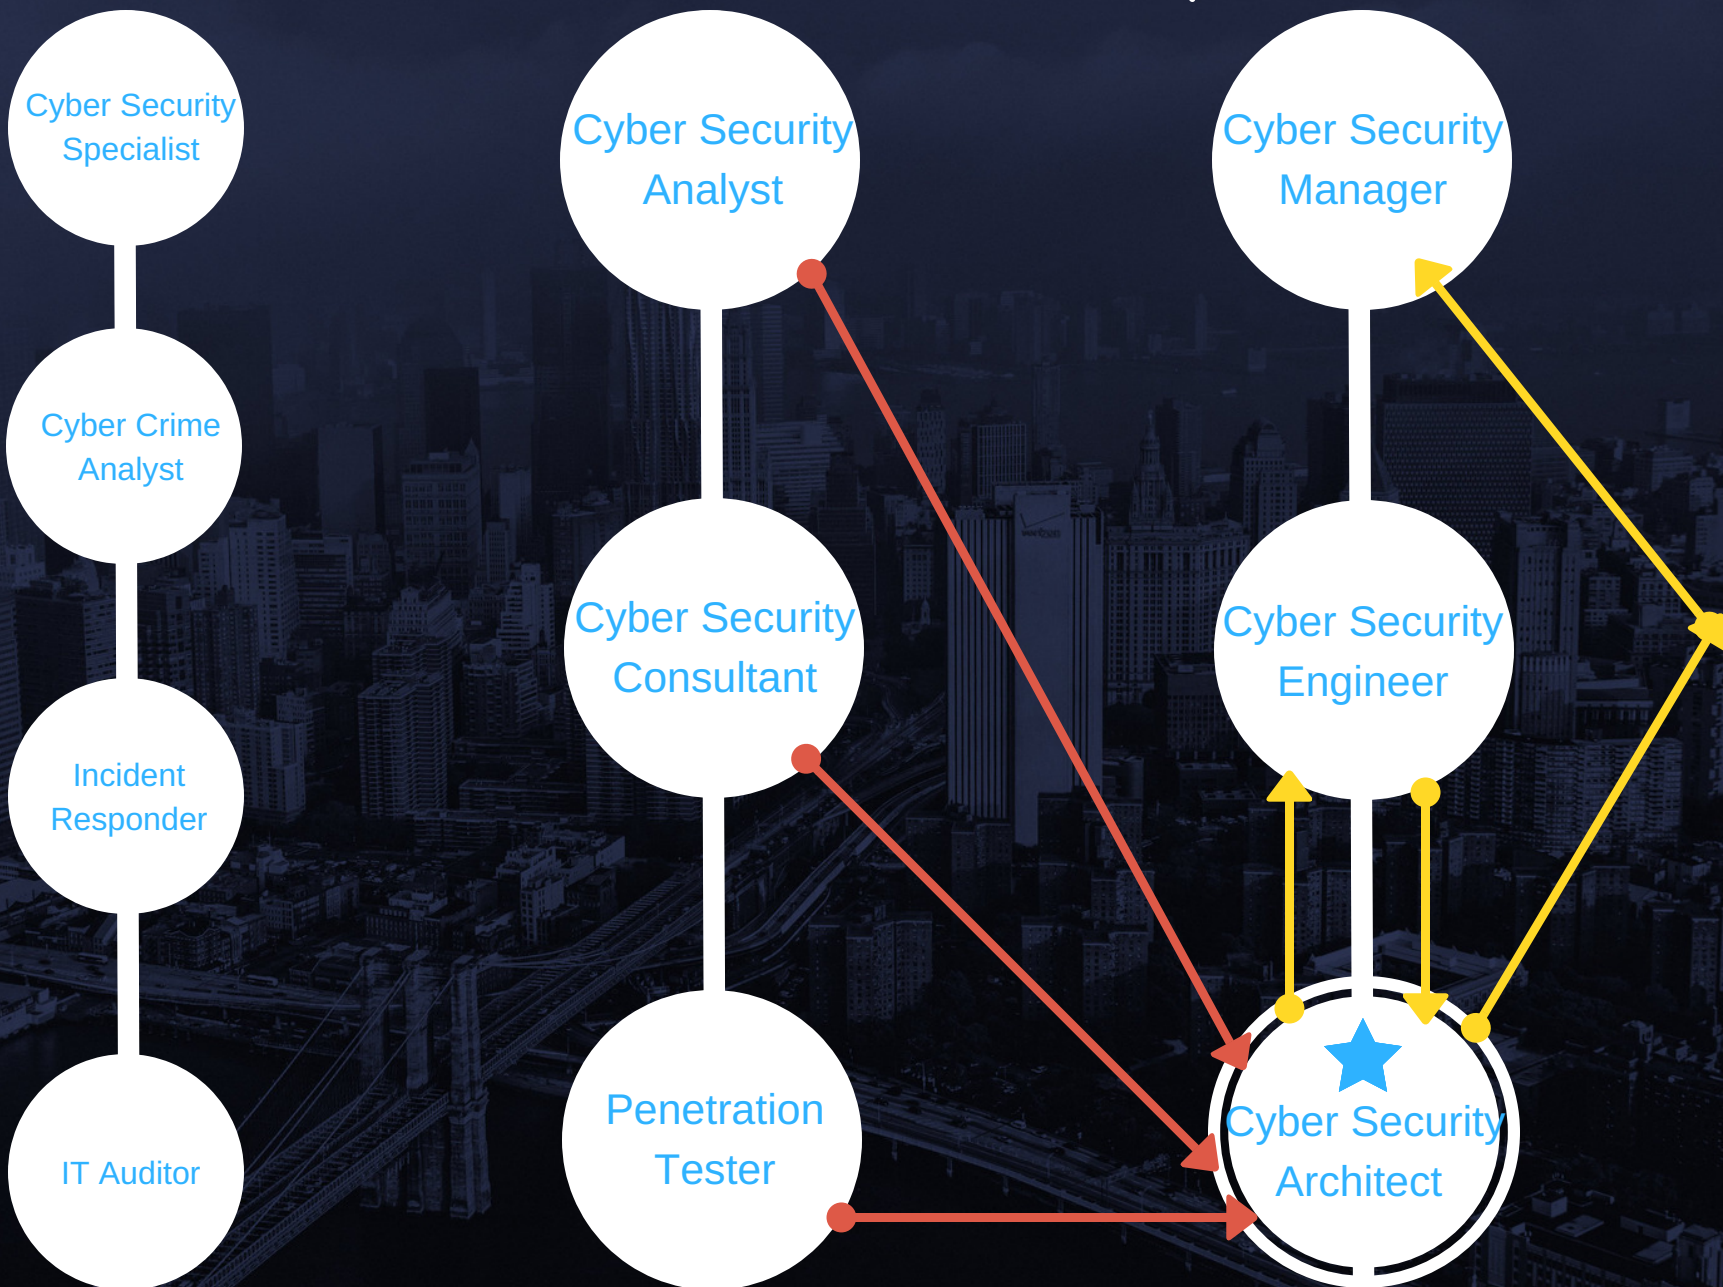 Cyber Security
Specialist
Cyber Crime
Analyst
Incident
Responder
IT Auditor
Cyber Security
Analyst
Cyber Security
Consultant
Penetration
Tester
Cyber Security
Manager
Cyber Security
Engineer
Cyber Security
Architect
verizon